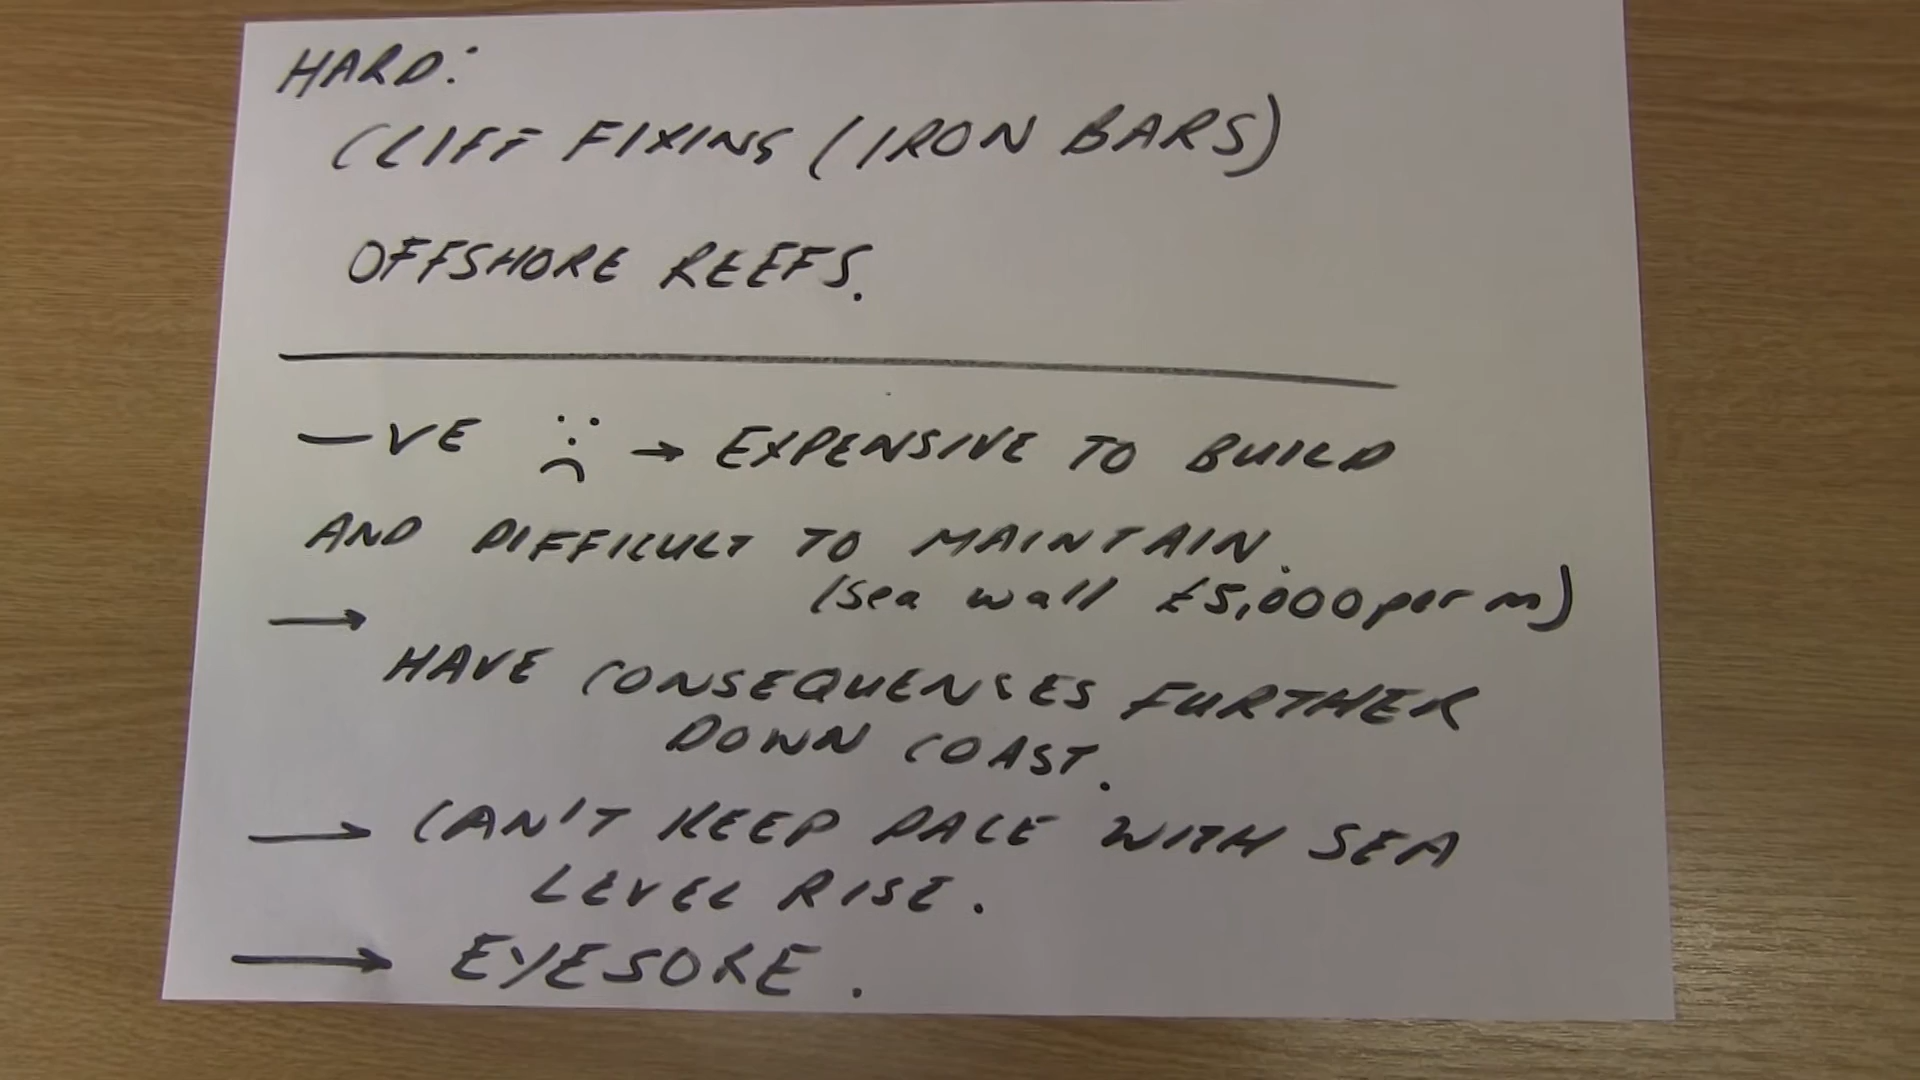 HARD:
CLIFF FIXING (IRON BARS)
OFFSHORE REEFS.
-VE → EXPENSIVE TO BUILD
AND DIFFICULT TO MAINTAIN.
(sea wall £5,000 per m)
→
HAVE CONSEQUENCES FURTHER
DOWN COAST.
→ CAN'T KEEP PACE WITH SEA
LEVEL RISE.
→ EYESORE.